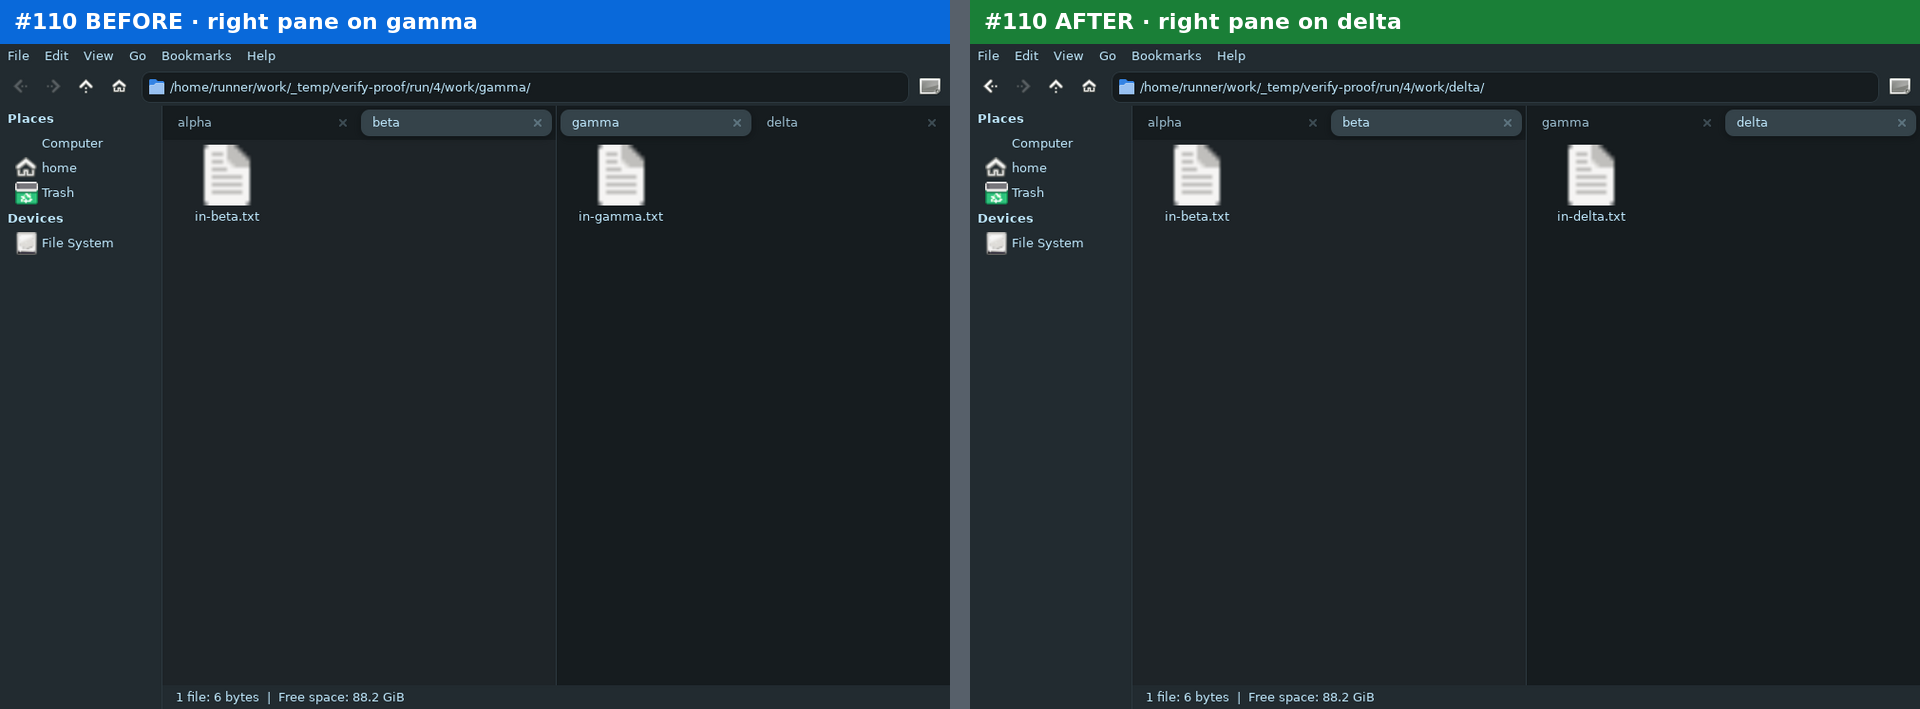 #110 BEFORE · right pane on gamma
File Edit View Go Bookmarks Help
/home/runner/work/_temp/verify-proof/run/4/work/gamma/
Places
Computer
home
Trash
Devices
File System
alpha beta gamma delta
in-beta.txt in-gamma.txt
1 file: 6 bytes | Free space: 88.2 GiB
#110 AFTER · right pane on delta
File Edit View Go Bookmarks Help
/home/runner/work/_temp/verify-proof/run/4/work/delta/
Places
Computer
home
Trash
Devices
File System
alpha beta gamma delta
in-beta.txt in-delta.txt
1 file: 6 bytes | Free space: 88.2 GiB